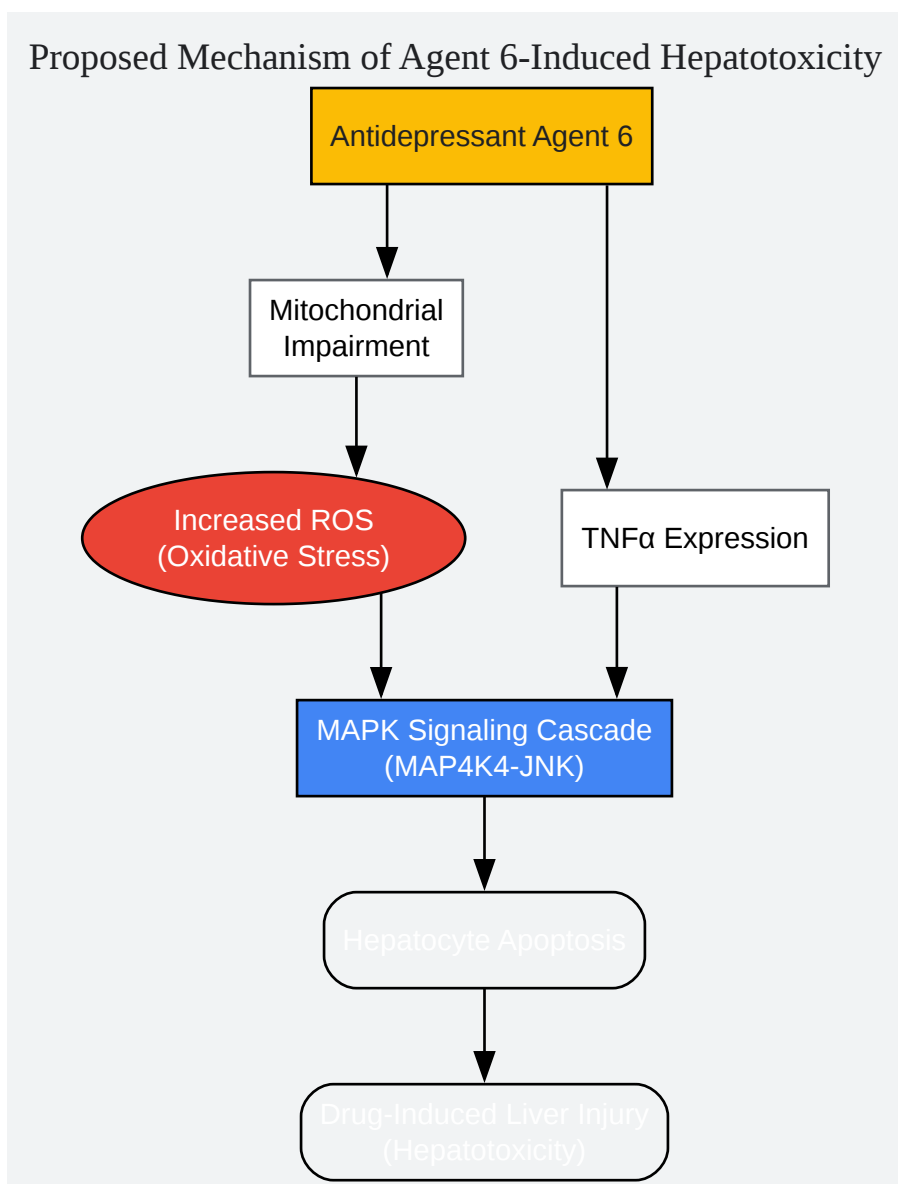 Proposed Mechanism of Agent 6-Induced Hepatotoxicity
Antidepressant Agent 6
Mitochondrial
Impairment
Increased ROS
(Oxidative Stress)
TNFα Expression
MAPK Signaling Cascade
(MAP4K4-JNK)
Hepatocyte Apoptosis
Drug-Induced Liver Injury
(Hepatotoxicity)